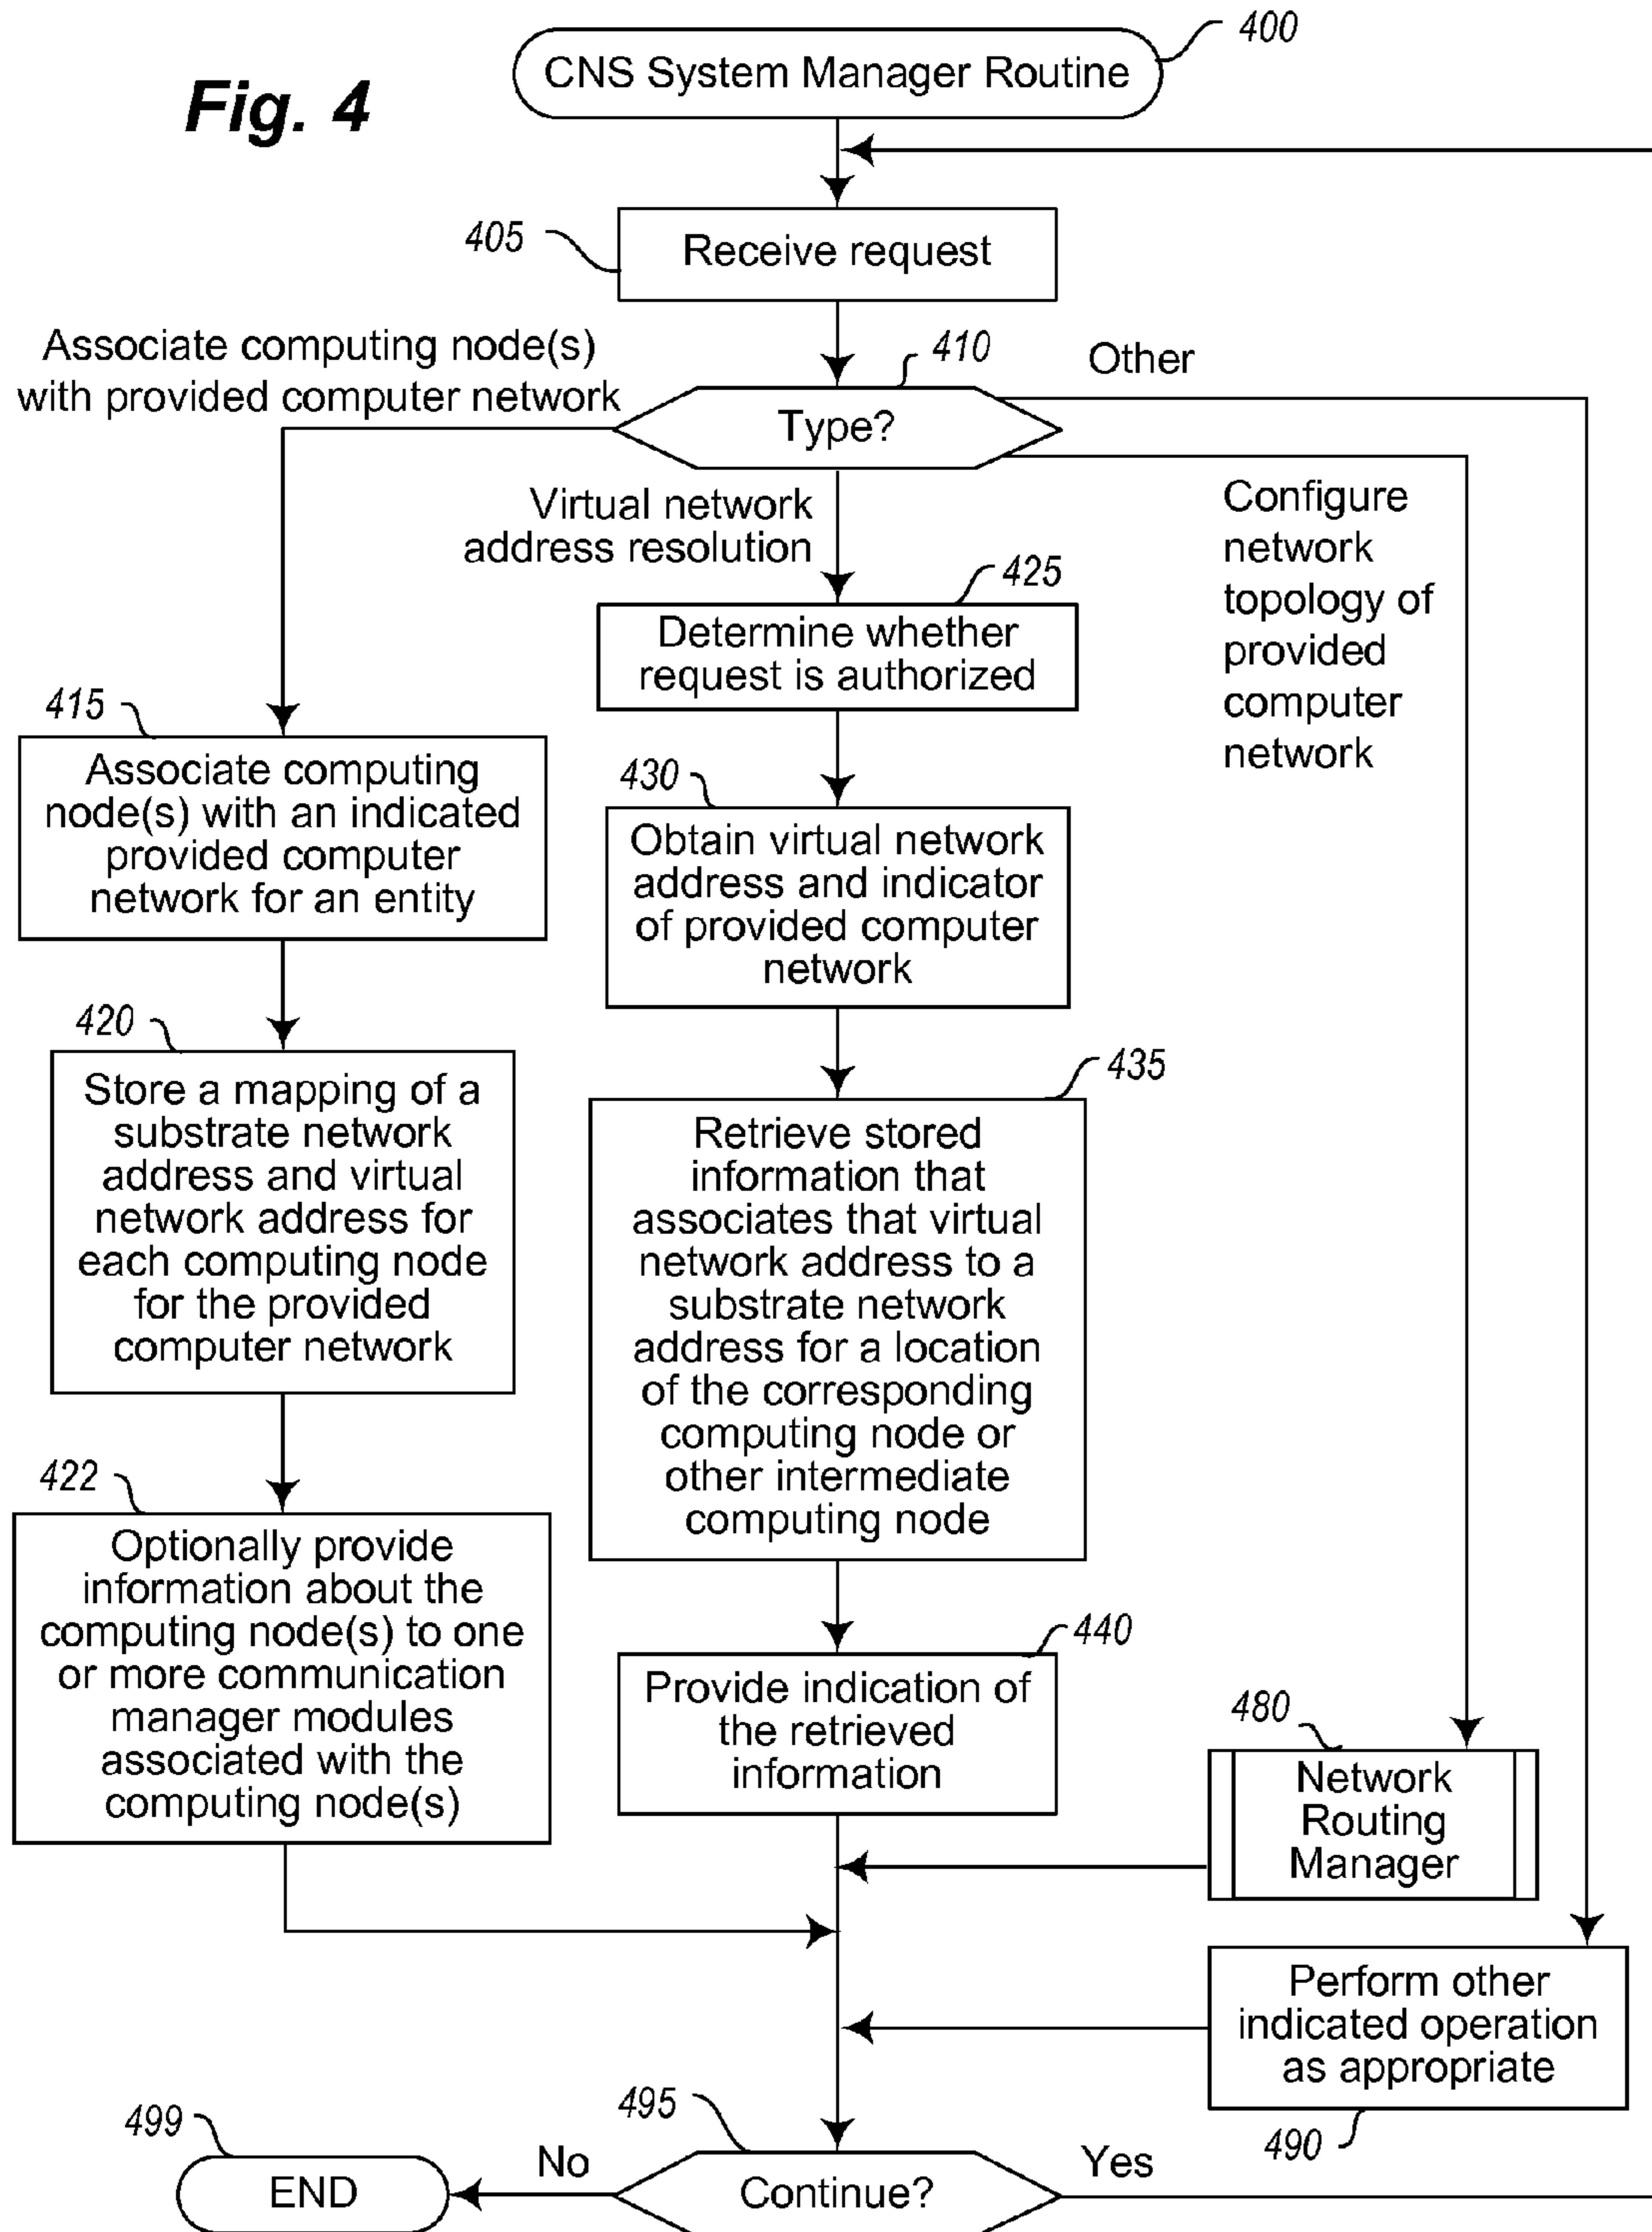 Fig. 4
400
CNS System Manager Routine
405
Receive request
Associate computing node(s)
with provided computer network
410
Other
Type?
Virtual network
address resolution
Configure
network
topology of
provided
computer
network
425
Determine whether
request is authorized
415
Associate computing
node(s) with an indicated
provided computer
network for an entity
430
Obtain virtual network
address and indicator
of provided computer
network
420
Store a mapping of a
substrate network
address and virtual
network address for
each computing node
for the provided
computer network
435
Retrieve stored
information that
associates that virtual
network address to a
substrate network
address for a location
of the corresponding
computing node or
other intermediate
computing node
422
Optionally provide
information about the
computing node(s) to one
or more communication
manager modules
associated with the
computing node(s)
440
Provide indication of
the retrieved
information
480
Network
Routing
Manager
Perform other
indicated operation
as appropriate
490
495
Continue?
Yes
No
499
END